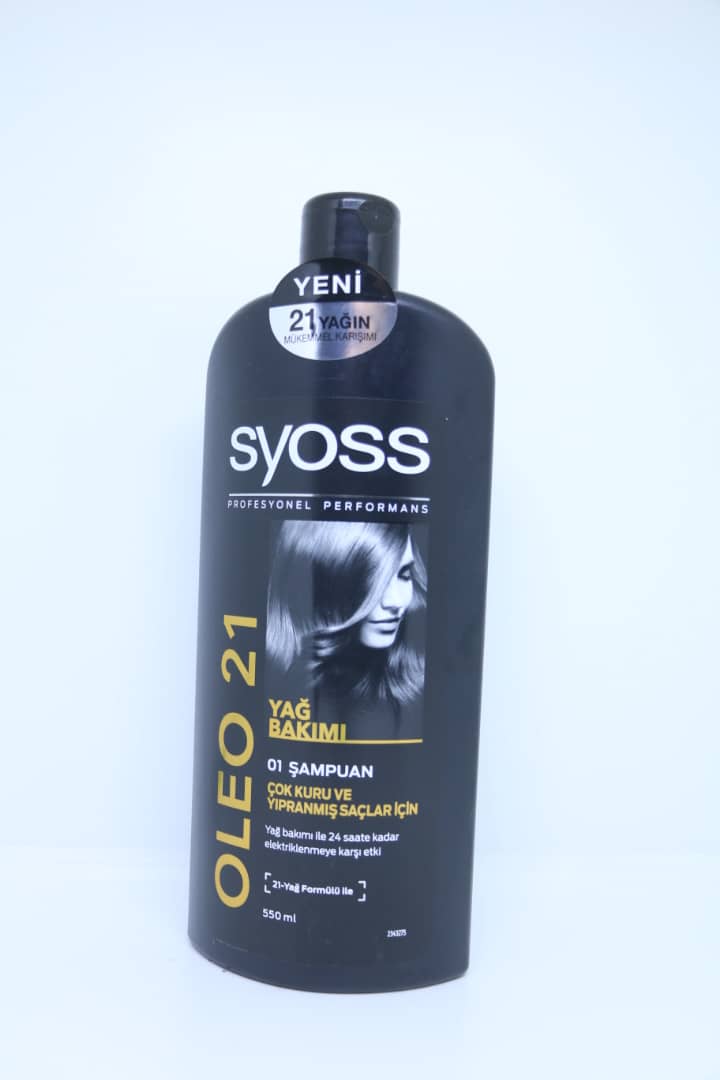 YENİ
21 YAĞIN
MÜKEMMEL KARIŞIMI
syoss
PROFESYONEL PERFORMANS
OLEO 21
YAĞ
BAKIMI
01 ŞAMPUAN
ÇOK KURU VE
YIPRANMIŞ SAÇLAR İÇİN
Yağ bakımı ile 24 saate kadar
elektriklenmeye karşı etki
21-Yağ Formülü ile
550 ml
2343275